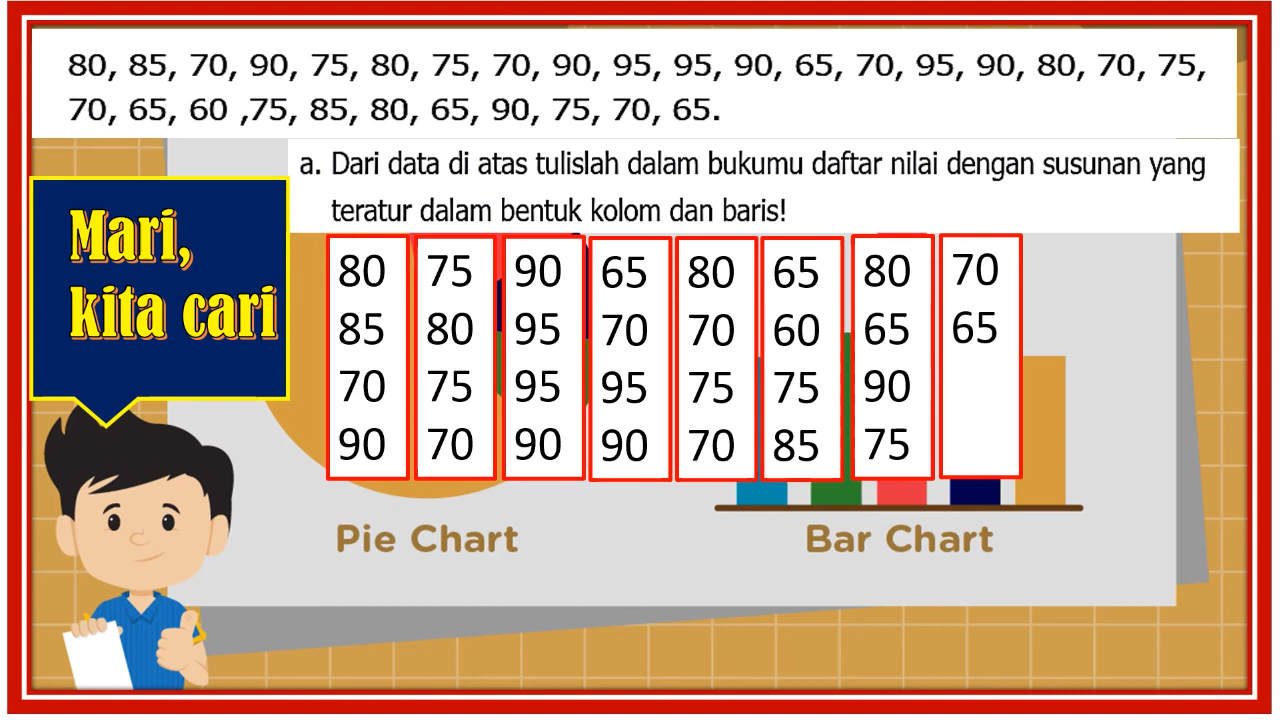 80, 85, 70, 90, 75, 80, 75, 70, 90, 95, 95, 90, 65, 70, 95, 90, 80, 70, 75,
70, 65, 60 ,75, 85, 80, 65, 90, 75, 70, 65.
a. Dari data di atas tulislah dalam bukumu daftar nilai dengan susunan yang
teratur dalam bentuk kolom dan baris!
Mari,
kita cari
80 75 90 65 80 65 80 70
85 80 95 70 70 60 65 65
70 75 95 95 75 75 90
90 70 90 90 70 85 75
Pie Chart
Bar Chart